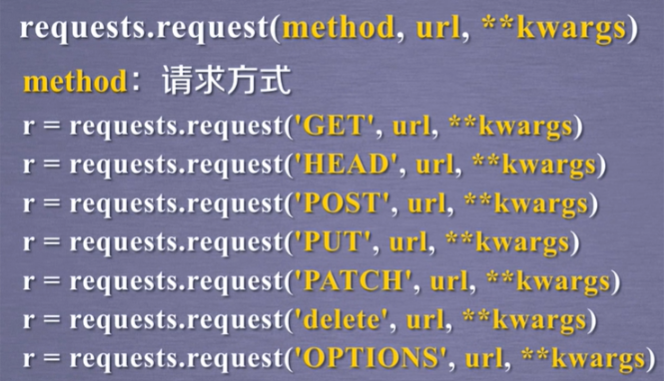 requests.request(method, url, **kwargs)
method：请求方式
r = requests.request('GET', url, **kwargs)
r = requests.request('HEAD', url, **kwargs)
r = requests.request('POST', url, **kwargs)
r = requests.request('PUT', url, **kwargs)
r = requests.request('PATCH', url, **kwargs)
r = requests.request('delete', url, **kwargs)
r = requests.request('OPTIONS', url, **kwargs)